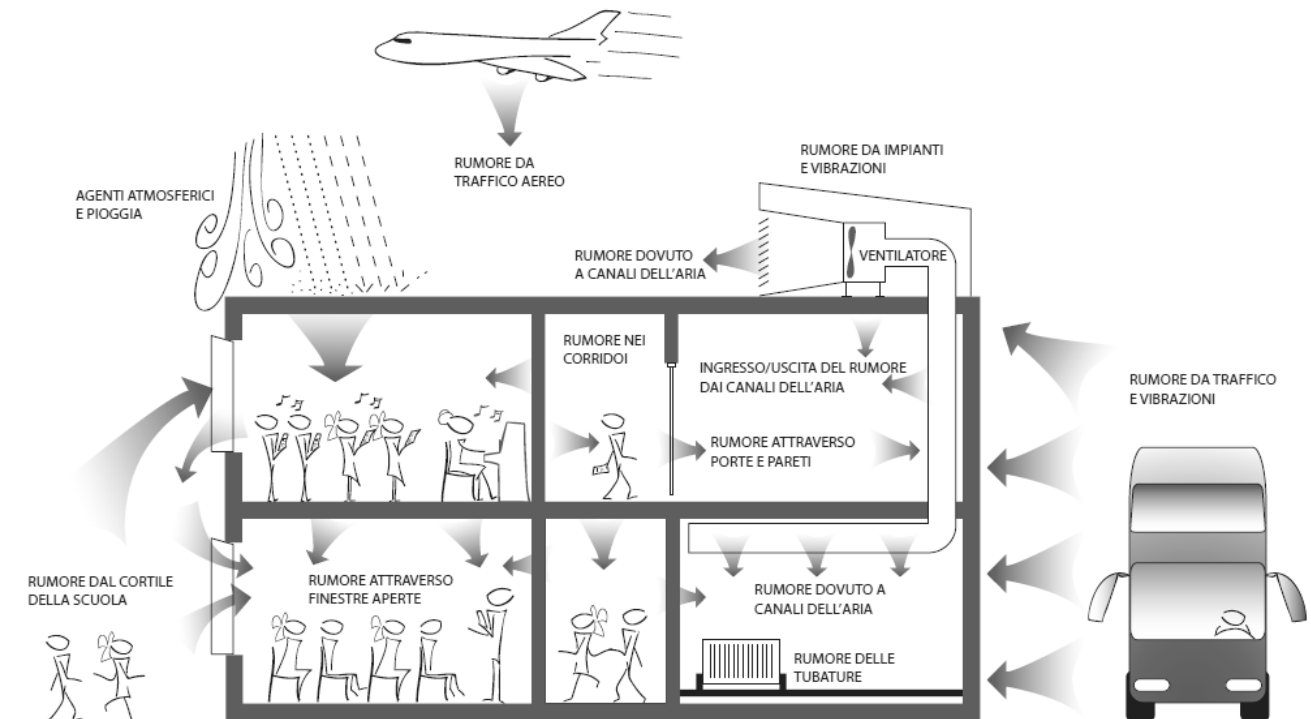 RUMORE DA
TRAFFICO AEREO
RUMORE DA IMPIANTI
E VIBRAZIONI
AGENTI ATMOSFERICI
E PIOGGIA
RUMORE DOVUTO
A CANALI DELL'ARIA
VENTILATORE
RUMORE NEI
CORRIDOI
INGRESSO/USCITA DEL RUMORE
DAI CANALI DELL'ARIA
RUMORE DA TRAFFICO
E VIBRAZIONI
RUMORE ATTRAVERSO
PORTE E PARETI
RUMORE DAL CORTILE
DELLA SCUOLA
RUMORE ATTRAVERSO
FINESTRE APERTE
RUMORE DOVUTO A
CANALI DELL'ARIA
RUMORE DELLE
TUBATURE